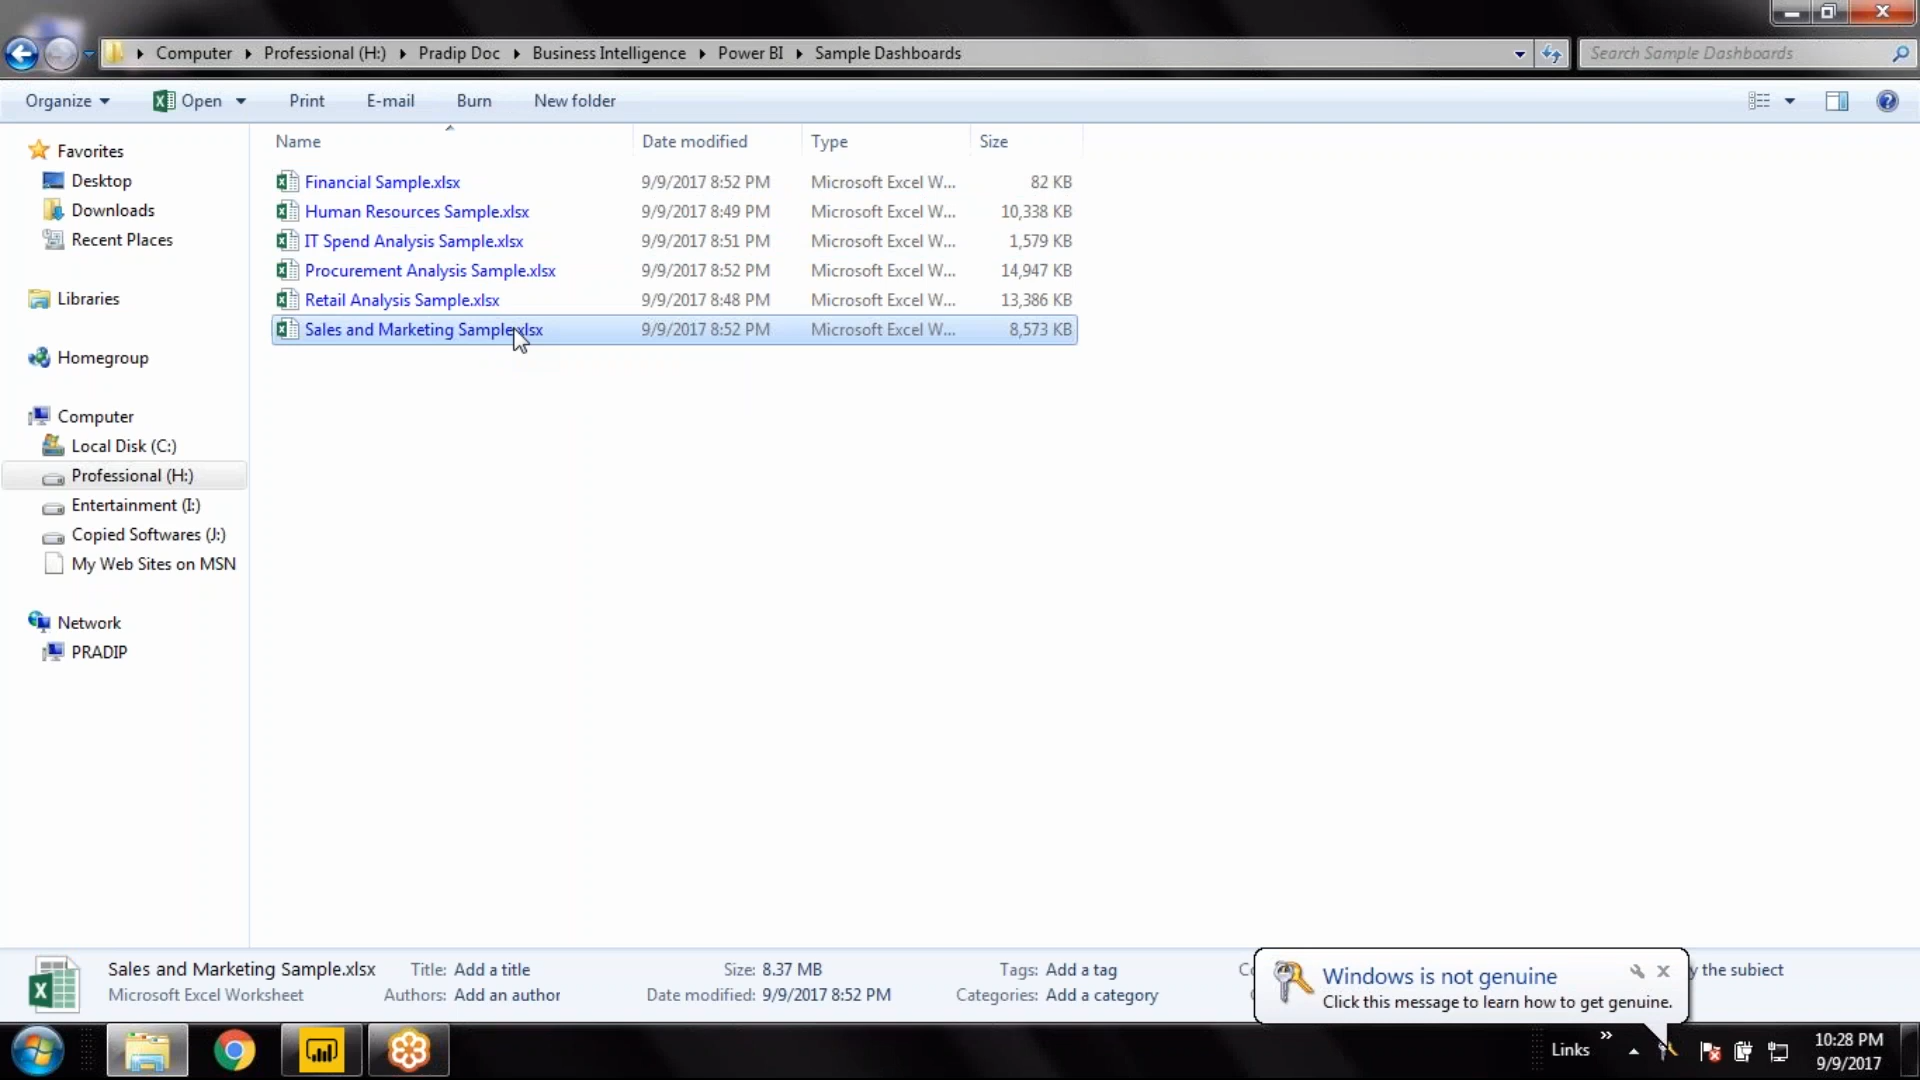 Computer Professional (H:) Pradip Doc Business Intelligence Power BI Sample Dashboards
Search Sample Dashboards
Organize Open Print E-mail Burn New folder
Favorites
Desktop
Downloads
Recent Places
Libraries
Homegroup
Computer
Local Disk (C:)
Professional (H:)
Entertainment (I:)
Copied Softwares (J:)
My Web Sites on MSN
Network
PRADIP
Name Date modified Type Size
Financial Sample.xlsx 9/9/2017 8:52 PM Microsoft Excel W... 82 KB
Human Resources Sample.xlsx 9/9/2017 8:49 PM Microsoft Excel W... 10,338 KB
IT Spend Analysis Sample.xlsx 9/9/2017 8:51 PM Microsoft Excel W... 1,579 KB
Procurement Analysis Sample.xlsx 9/9/2017 8:52 PM Microsoft Excel W... 14,947 KB
Retail Analysis Sample.xlsx 9/9/2017 8:48 PM Microsoft Excel W... 13,386 KB
Sales and Marketing Sample.xlsx 9/9/2017 8:52 PM Microsoft Excel W... 8,573 KB
Sales and Marketing Sample.xlsx Title: Add a title Size: 8.37 MB Tags: Add a tag
Microsoft Excel Worksheet Authors: Add an author Date modified: 9/9/2017 8:52 PM Categories: Add a category
the subject
Windows is not genuine
Click this message to learn how to get genuine.
Links
10:28 PM
9/9/2017